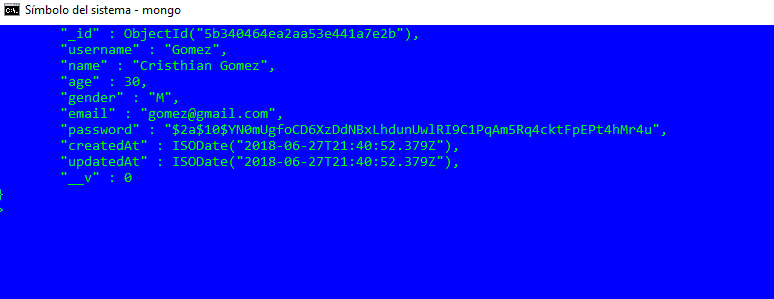 Símbolo del sistema - mongo
"_id" : ObjectId("5b340464ea2aa53e441a7e2b"),
"username" : "Gomez",
"name" : "Cristhian Gomez",
"age" : 30,
"gender" : "M",
"email" : "gomez@gmail.com",
"password" : "$2a$10$YN0mUgfoCD6XzDdNBxLhdunUwlRI9C1PqAm5Rq4cktFpEPt4hMr4u",
"createdAt" : ISODate("2018-06-27T21:40:52.379Z"),
"updatedAt" : ISODate("2018-06-27T21:40:52.379Z"),
"__v" : 0
}
>